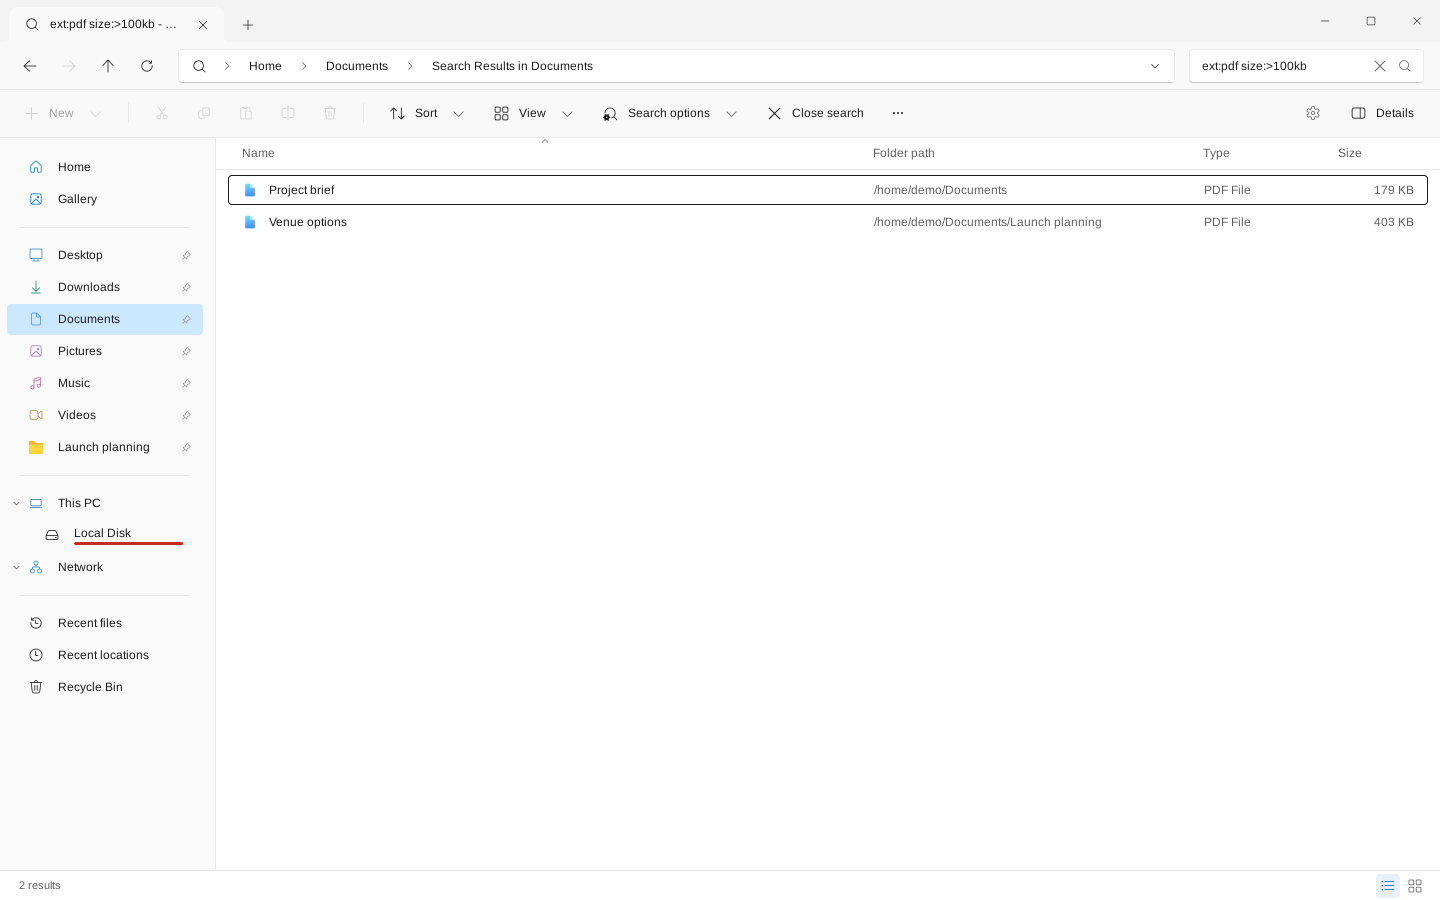 ext:pdf size:>100kb - ...
Home
Documents
Search Results in Documents
ext:pdf size:>100kb
New
Sort
View
Search options
Close search
Details
Home
Gallery
Desktop
Downloads
Documents
Pictures
Music
Videos
Launch planning
This PC
Local Disk
Network
Recent files
Recent locations
Recycle Bin
Name
Folder path
Type
Size
Project brief
/home/demo/Documents
PDF File
179 KB
Venue options
/home/demo/Documents/Launch planning
PDF File
403 KB
2 results